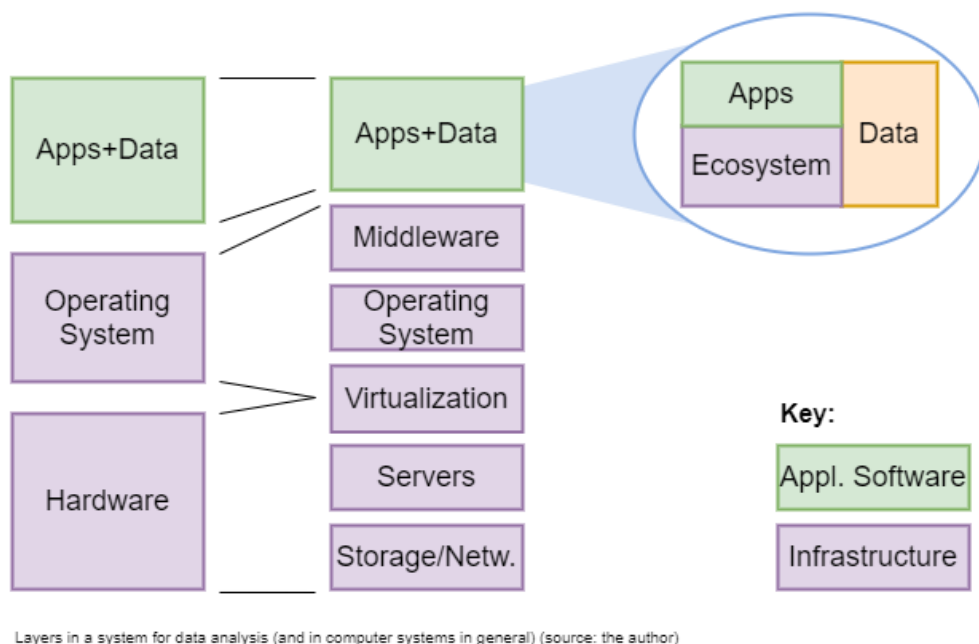 Apps+Data
Operating
System
Hardware
Apps+Data
Middleware
Operating
System
Virtualization
Servers
Storage/Netw.
Apps
Ecosystem
Data
Key:
Appl. Software
Infrastructure
Layers in a system for data analysis (and in computer systems in general) (source: the author)